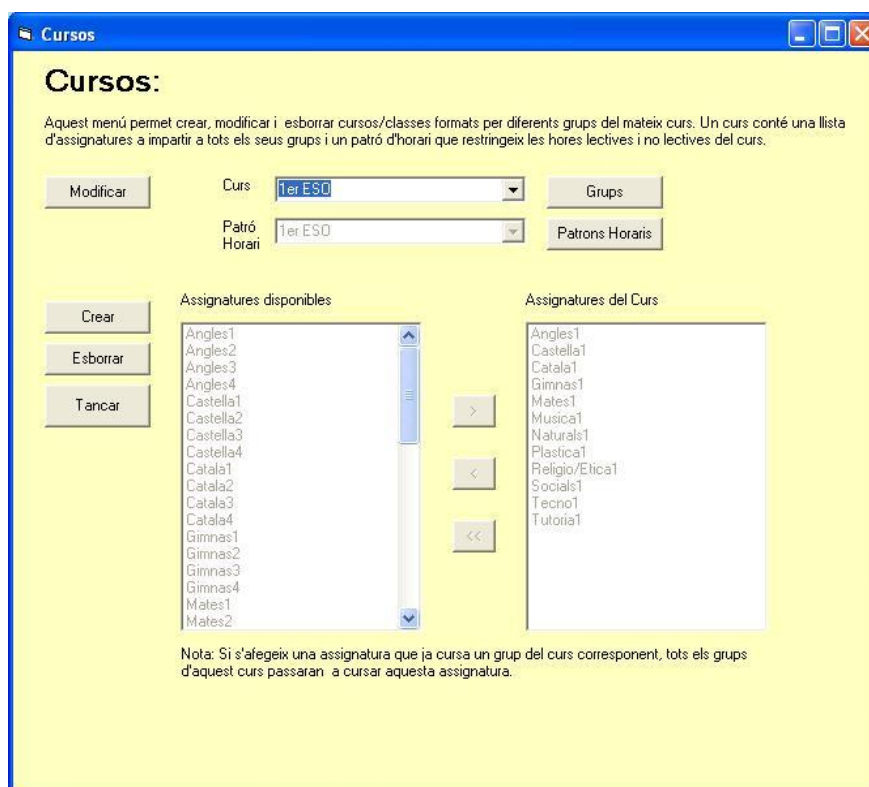 Cursos
Cursos:
Aquest menú permet crear, modificar i  esborrar cursos/classes formats per diferents grups del mateix curs. Un curs conté una llista
d'assignatures a impartir a tots els seus grups i un patró d'horari que restringeix les hores lectives i no lectives del curs.
Modificar
Curs
1er ESO
Grups
Patró
Horari
1er ESO
Patrons Horaris
Crear
Esborrar
Tancar
Assignatures disponibles
Angles1
Angles2
Angles3
Angles4
Castella1
Castella2
Castella3
Castella4
Catala1
Catala2
Catala3
Catala4
Gimnas1
Gimnas2
Gimnas3
Gimnas4
Mates1
Mates2
>
<
<<
Assignatures del Curs
Angles1
Castella1
Catala1
Gimnas1
Mates1
Musica1
Naturals1
Plastica1
Religio/Etica1
Socials1
Tecno1
Tutoria1
Nota: Si s'afegeix una assignatura que ja cursa un grup del curs corresponent, tots els grups
d'aquest curs passaran  a cursar aquesta assignatura.